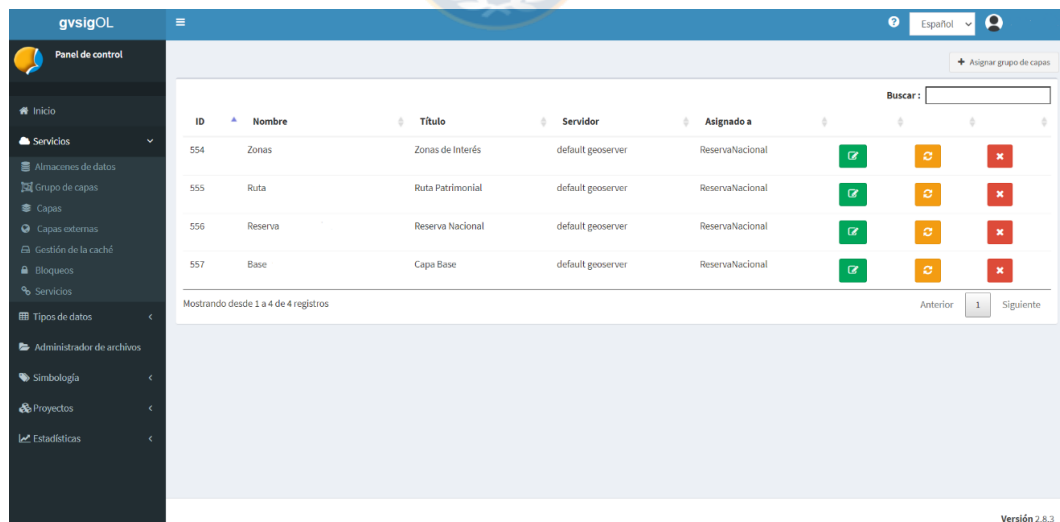 gvsigOL
Español
Panel de control
Asignar grupo de capas
Buscar :
Inicio
Servicios
Almacenes de datos
Grupo de capas
Capas
Capas externas
Gestión de la caché
Bloqueos
Servicios
Tipos de datos
Administrador de archivos
Simbología
Proyectos
Estadísticas
ID Nombre Título Servidor Asignado a
554 Zonas Zonas de Interés default geoserver ReservaNacional
555 Ruta Ruta Patrimonial default geoserver ReservaNacional
556 Reserva Reserva Nacional default geoserver ReservaNacional
557 Base Capa Base default geoserver ReservaNacional
Mostrando desde 1 a 4 de 4 registros
Anterior 1 Siguiente
Versión 2.8.3